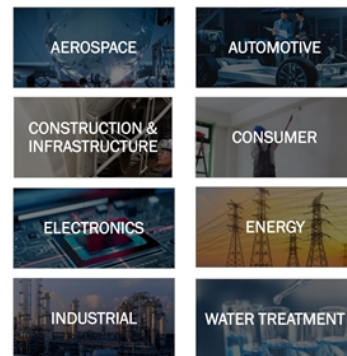 AEROSPACE
AUTOMOTIVE
CONSTRUCTION &
INFRASTRUCTURE
CONSUMER
ELECTRONICS
ENERGY
INDUSTRIAL
WATER TREATMENT